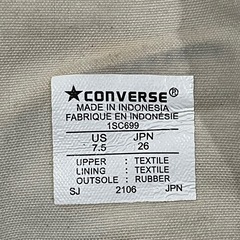 ★CONVERSE®
MADE IN INDONESIA
FABRIQUE EN INDONÉSIE
1SC699
US JPN
7.5 26
UPPER : TEXTILE
LINING : TEXTILE
OUTSOLE : RUBBER
SJ 2106 JPN